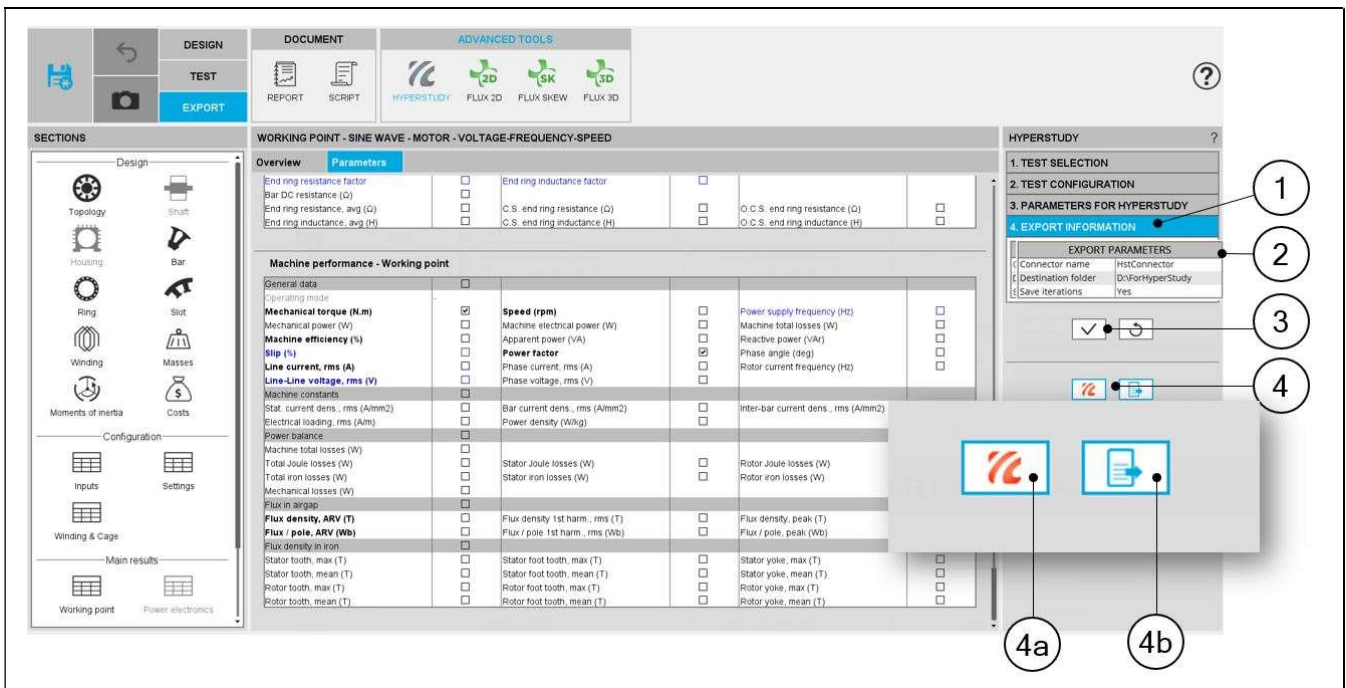 DESIGN
TEST
EXPORT
DOCUMENT
REPORT
SCRIPT
ADVANCED TOOLS
HYPERSTUDY
2D
FLUX 2D
SK
FLUX SKEW
3D
FLUX 3D
?
SECTIONS
Design
Topology
Shaft
Housing
Bar
Ring
Slot
Winding
Masses
Moments of inertia
$
Costs
Configuration
Inputs
Settings
Winding & Cage
Main results
Working point
Power electronics
WORKING POINT - SINE WAVE - MOTOR - VOLTAGE-FREQUENCY-SPEED
Overview
Parameters
End ring resistance factor End ring inductance factor
Bar DC resistance (Ω)
End ring resistance, avg (Ω) C.S. end ring resistance (Ω) O.C.S. end ring resistance (Ω)
End ring inductance, avg (H) C.S. end ring inductance (H) O.C.S. end ring inductance (H)
Machine performance - Working point
General data
Operating mode -
Mechanical torque (N.m) Speed (rpm) Power supply frequency (Hz)
Mechanical power (W) Machine electrical power (W) Machine total losses (W)
Machine efficiency (%) Apparent power (VA) Reactive power (VAr)
Slip (%) Power factor Phase angle (deg)
Line current, rms (A) Phase current, rms (A) Rotor current frequency (Hz)
Line-Line voltage, rms (V) Phase voltage, rms (V)
Machine constants
Stat. current dens., rms (A/mm2) Bar current dens., rms (A/mm2) Inter-bar current dens., rms (A/mm2)
Electrical loading, rms (A/m) Power density (W/kg)
Power balance
Machine total losses (W)
Total Joule losses (W) Stator Joule losses (W) Rotor Joule losses (W)
Total iron losses (W) Stator iron losses (W) Rotor iron losses (W)
Mechanical losses (W)
Flux in airgap
Flux density, ARV (T) Flux density 1st harm., rms (T) Flux density, peak (T)
Flux / pole, ARV (Wb) Flux / pole 1st harm., rms (Wb) Flux / pole, peak (Wb)
Flux density in iron
Stator tooth, max (T) Stator foot tooth, max (T) Stator yoke, max (T)
Stator tooth, mean (T) Stator foot tooth, mean (T) Stator yoke, mean (T)
Rotor tooth, max (T) Rotor foot tooth, max (T) Rotor yoke, max (T)
Rotor tooth, mean (T) Rotor foot tooth, mean (T) Rotor yoke, mean (T)
HYPERSTUDY ?
1. TEST SELECTION
2. TEST CONFIGURATION
3. PARAMETERS FOR HYPERSTUDY
4. EXPORT INFORMATION
EXPORT PARAMETERS
Connector name HstConnector
Destination folder D:\ForHyperStudy
Save iterations Yes
1
2
3
4
4a
4b